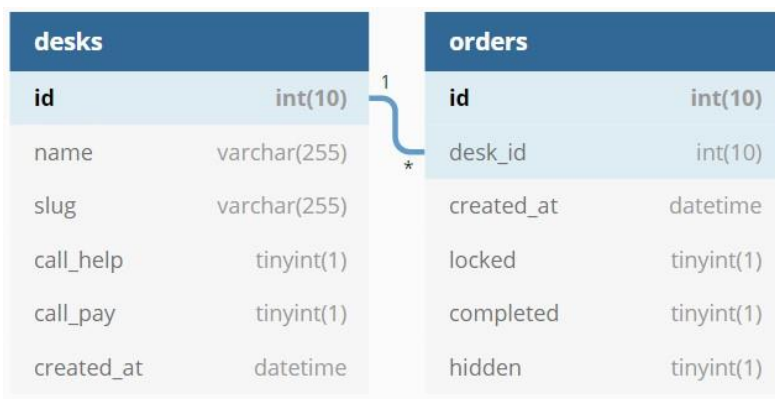 desks
id int(10)
name varchar(255)
slug varchar(255)
call_help tinyint(1)
call_pay tinyint(1)
created_at datetime
1
*
orders
id int(10)
desk_id int(10)
created_at datetime
locked tinyint(1)
completed tinyint(1)
hidden tinyint(1)